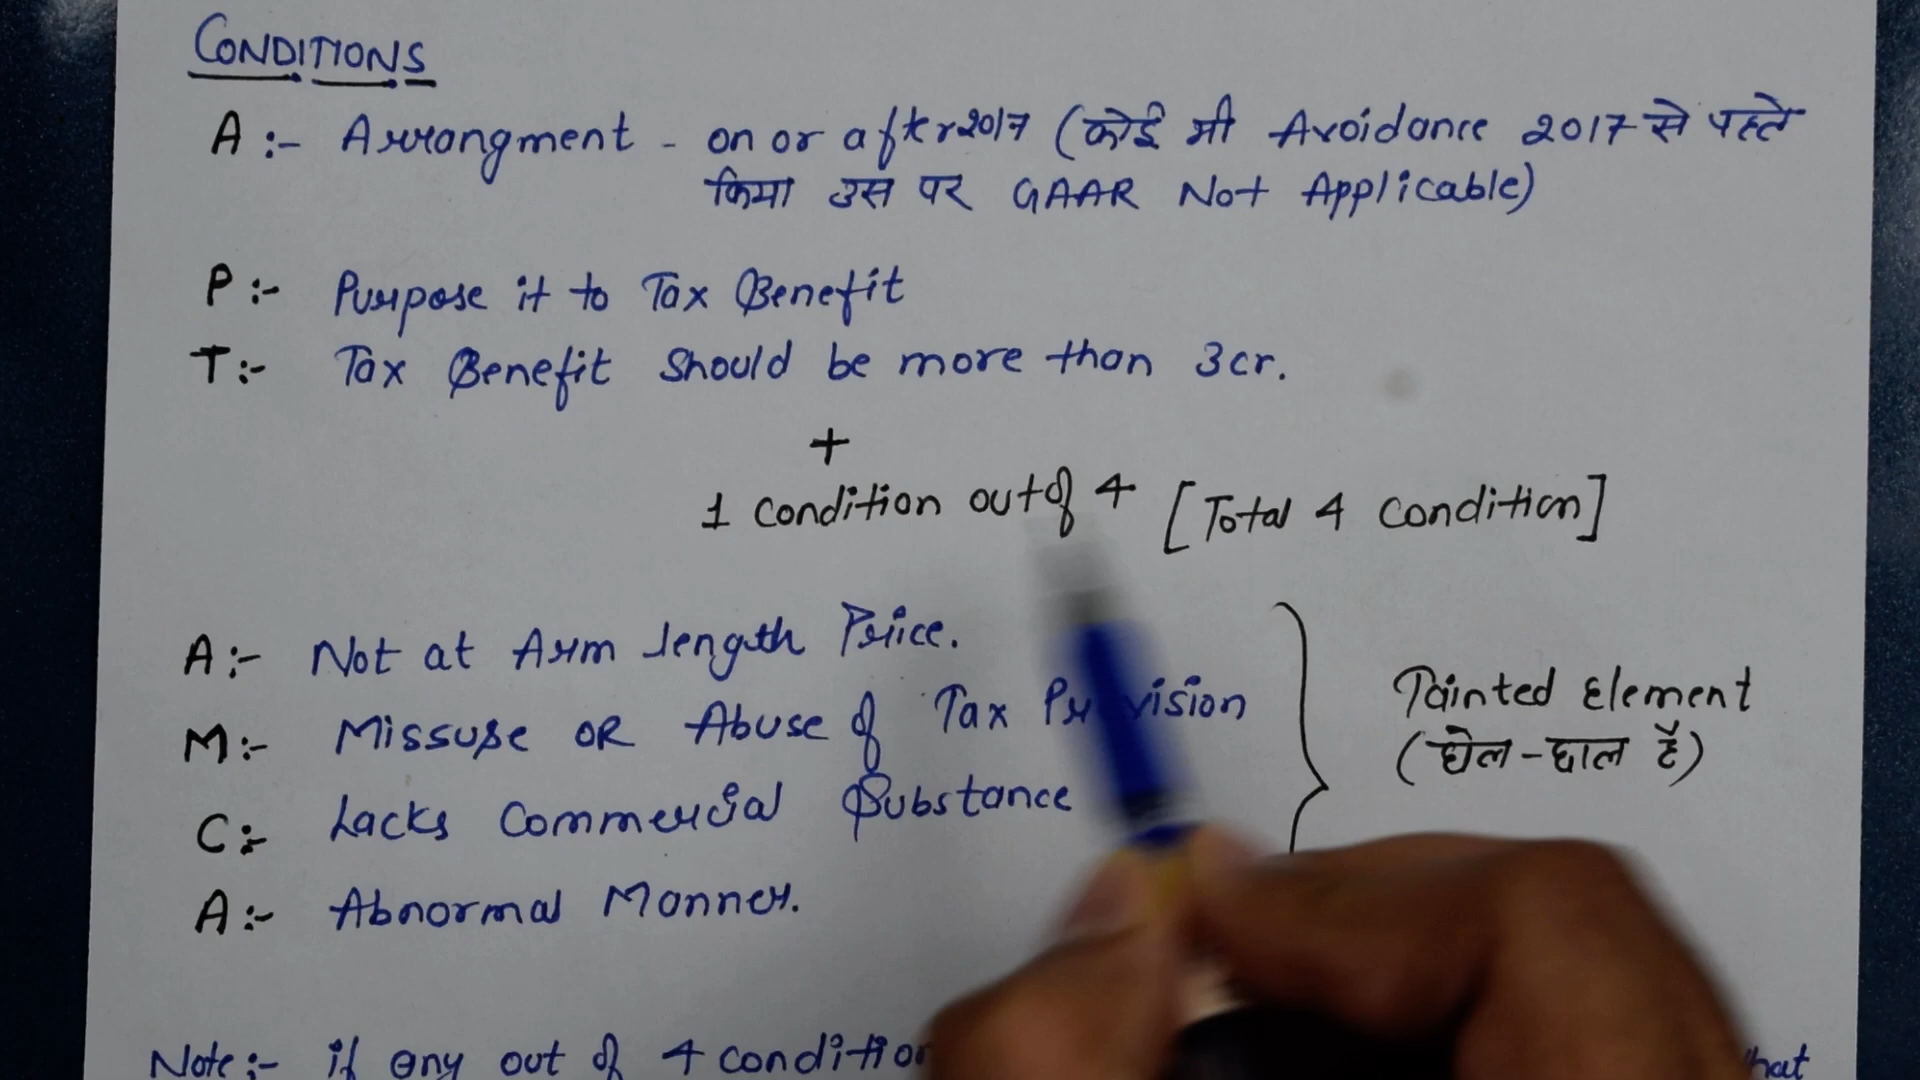 CONDITIONS
A :- Arrangment - on or after 2017 (कोई भी Avoidance 2017 से पहले
किया उस पर GAAR Not Applicable)
P :- Purpose it to Tax Benefit
T :- Tax Benefit Should be more than 3cr.
+
1 Condition out of 4 [Total 4 Condition]
A :- Not at Arm length Price.
M :- Missuse OR Abuse of Tax Provision
C :- Lacks Commercial Substance
A :- Abnormal Manner.
Tainted Element
(घेल-घाल है)
Note :- if any out of 4 condition hat